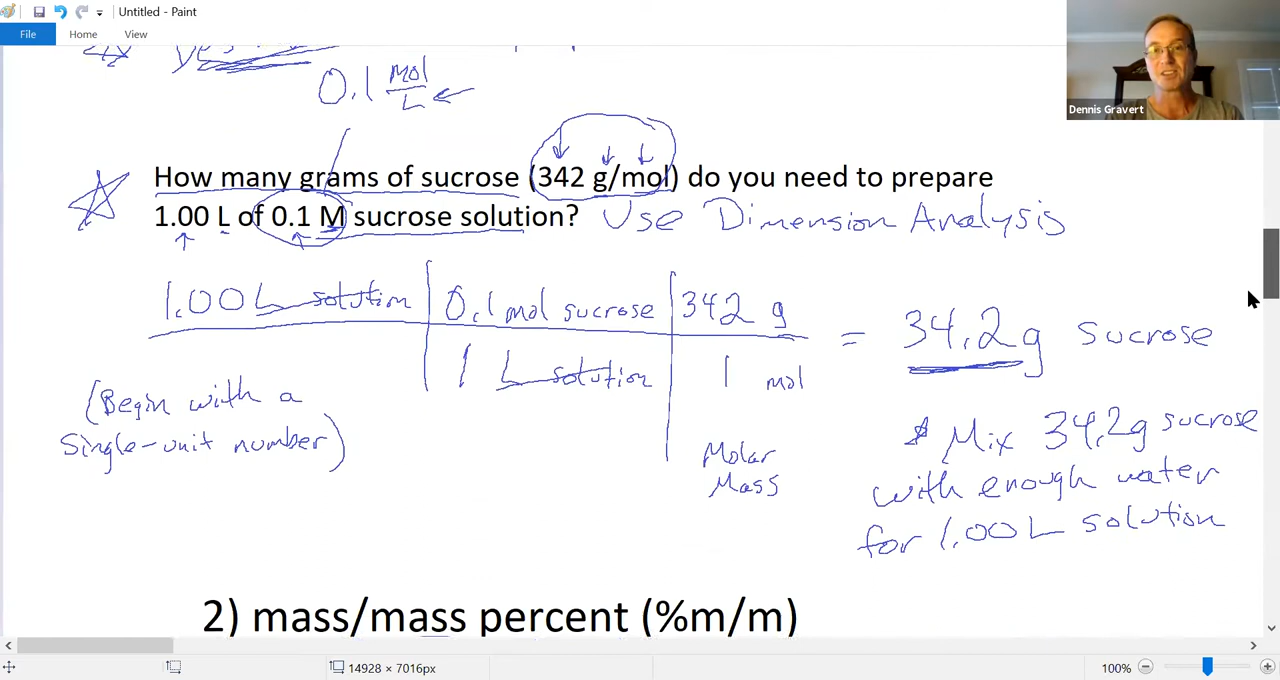 Untitled - Paint
File Home View
0.1 Mol
L
Dennis Gravert
How many grams of sucrose (342 g/mol) do you need to prepare
1.00 L of 0.1 M sucrose solution? Use Dimension Analysis
1.00 L solution 0.1 mol sucrose 342 g
1 L solution 1 mol
= 34.2g Sucrose
(Begin with a
Single-unit number)
Molar
Mass
Mix 34.2g sucrose
with enough water
for 1.00 L solution
2) mass/mass percent (%m/m)
14928 × 7016px 100%